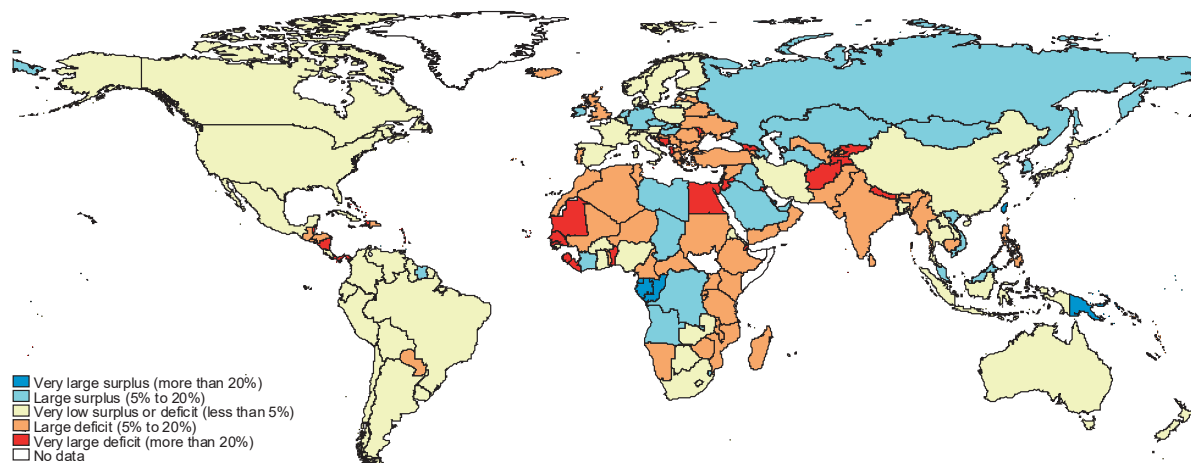 Very large surplus (more than 20%)
Large surplus (5% to 20%)
Very low surplus or deficit (less than 5%)
Large deficit (5% to 20%)
Very large deficit (more than 20%)
No data